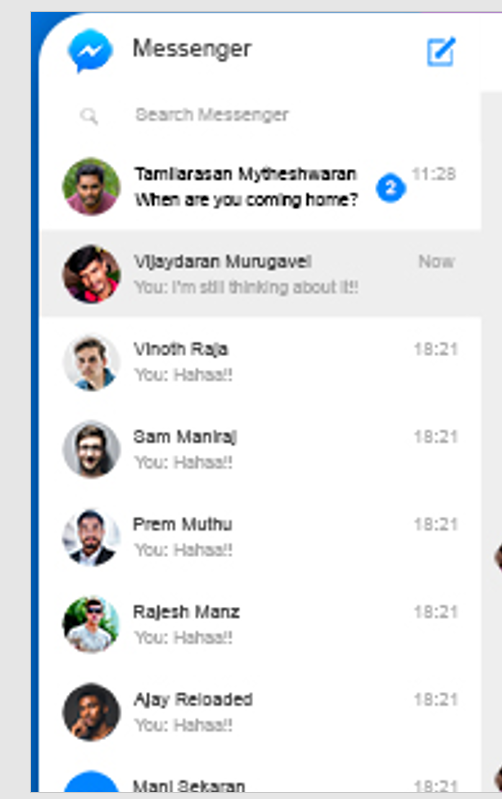 Messenger
Search Messenger
Tamilarasan Mytheshwaran
11:28
When are you coming home?
2
Vijaydaran Murugavel
Now
You: I'm still thinking about it!!
Vinoth Raja
18:21
You: Hahaa!!
Sam Maniraj
18:21
You: Hahaa!!
Prem Muthu
18:21
You: Hahaa!!
Rajesh Manz
18:21
You: Hahaa!!
Ajay Reloaded
18:21
You: Hahaa!!
Mani Sekaran
18:21